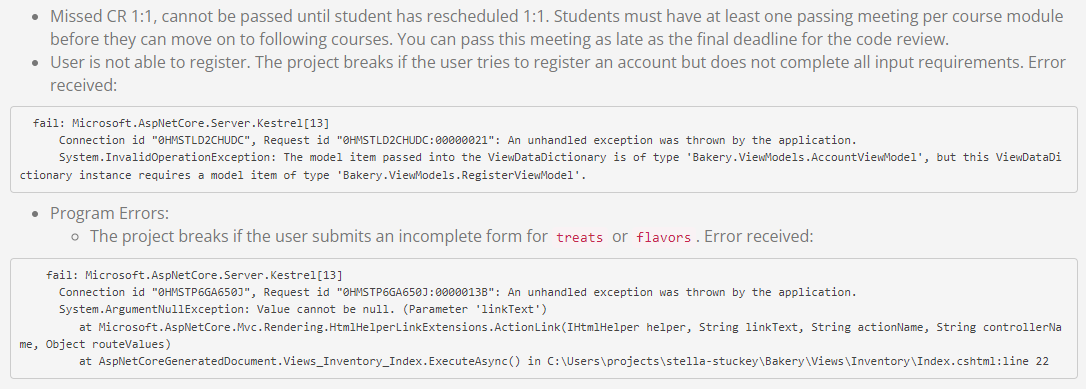 Missed CR 1:1, cannot be passed until student has rescheduled 1:1. Students must have at least one passing meeting per course module
before they can move on to following courses. You can pass this meeting as late as the final deadline for the code review.
User is not able to register. The project breaks if the user tries to register an account but does not complete all input requirements. Error
received:
fail: Microsoft.AspNetCore.Server.Kestrel[13]
Connection id "0HMSTLD2CHUDC", Request id "0HMSTLD2CHUDC:00000021": An unhandled exception was thrown by the application.
System.InvalidOperationException: The model item passed into the ViewDataDictionary is of type 'Bakery.ViewModels.AccountViewModel', but this ViewDataDi
ctionary instance requires a model item of type 'Bakery.ViewModels.RegisterViewModel'.
Program Errors:
The project breaks if the user submits an incomplete form for treats or flavors. Error received:
fail: Microsoft.AspNetCore.Server.Kestrel[13]
Connection id "0HMSTP6GA650J", Request id "0HMSTP6GA650J:0000013B": An unhandled exception was thrown by the application.
System.ArgumentNullException: Value cannot be null. (Parameter 'linkText')
at Microsoft.AspNetCore.Mvc.Rendering.HtmlHelperLinkExtensions.ActionLink(IHtmlHelper helper, String linkText, String actionName, String controllerNa
me, Object routeValues)
at AspNetCoreGeneratedDocument.Views_Inventory_Index.ExecuteAsync() in C:\Users\projects\stella-stuckey\Bakery\Views\Inventory\Index.cshtml:line 22